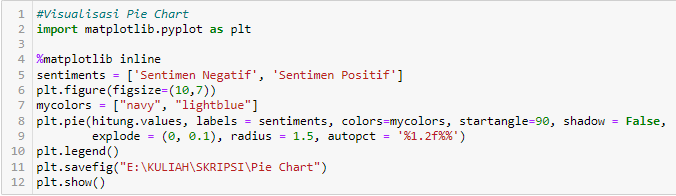 1 #Visualisasi Pie Chart
2 import matplotlib.pyplot as plt
3
4 %matplotlib inline
5 sentiments = ['Sentimen Negatif', 'Sentimen Positif']
6 plt.figure(figsize=(10,7))
7 mycolors = ["navy", "lightblue"]
8 plt.pie(hitung.values, labels = sentiments, colors=mycolors, startangle=90, shadow = False,
9         explode = (0, 0.1), radius = 1.5, autopct = '%1.2f%%')
10 plt.legend()
11 plt.savefig("E:\KULIAH\SKRIPSI\Pie Chart")
12 plt.show()